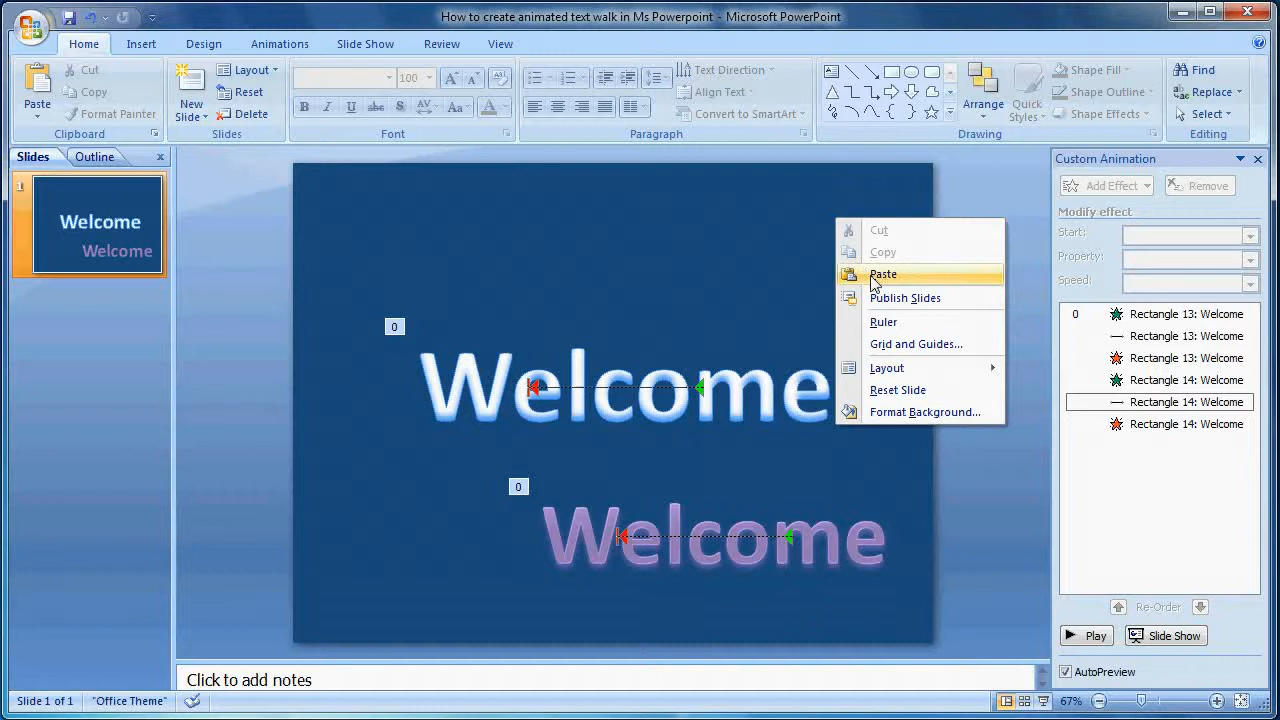 How to create animated text walk in Ms Powerpoint - Microsoft PowerPoint
Home Insert Design Animations Slide Show Review View
Paste
Cut
Copy
Format Painter
Clipboard
New
Slide
Layout
Reset
Delete
Slides
100
B I U abc S AV Aa A
Font
Text Direction
Align Text
Convert to SmartArt
Paragraph
Arrange
Quick
Styles
Shape Fill
Shape Outline
Shape Effects
Drawing
Find
Replace
Select
Editing
Slides Outline
1
Welcome
Welcome
0
Welcome
0
Welcome
Cut
Copy
Paste
Publish Slides
Ruler
Grid and Guides...
Layout
Reset Slide
Format Background...
Custom Animation
Add Effect Remove
Modify effect
Start:
Property:
Speed:
0 Rectangle 13: Welcome
Rectangle 13: Welcome
Rectangle 13: Welcome
Rectangle 14: Welcome
Rectangle 14: Welcome
Rectangle 14: Welcome
Re-Order
Play Slide Show
AutoPreview
Click to add notes
Slide 1 of 1 "Office Theme" 67%